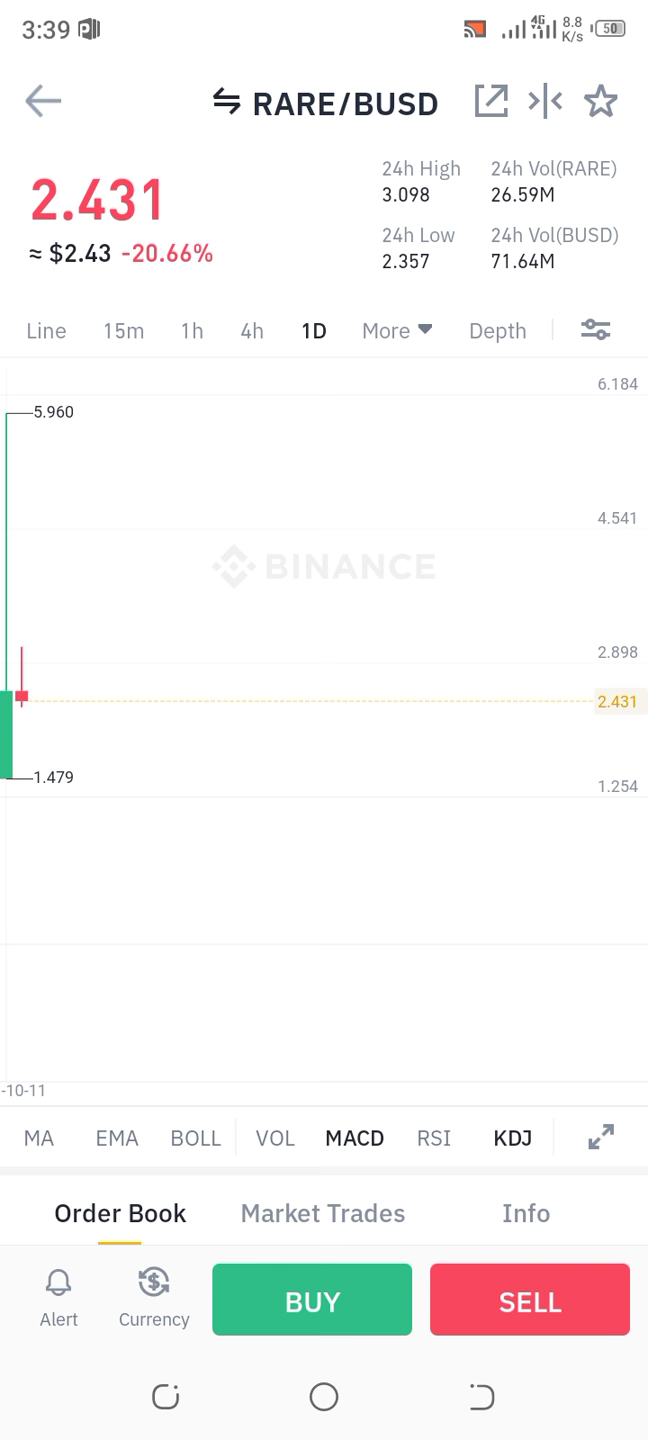 3:39 4G 8.8 K/s 50
RARE/BUSD
24h High 24h Vol(RARE)
3.098 26.59M
2.431
24h Low 24h Vol(BUSD)
≈ $2.43 -20.66%
2.357 71.64M
Line 15m 1h 4h 1D More Depth
6.184
5.960
4.541
BINANCE
2.898
2.431
1.479
1.254
-10-11
MA EMA BOLL VOL MACD RSI KDJ
Order Book Market Trades Info
Alert Currency BUY SELL